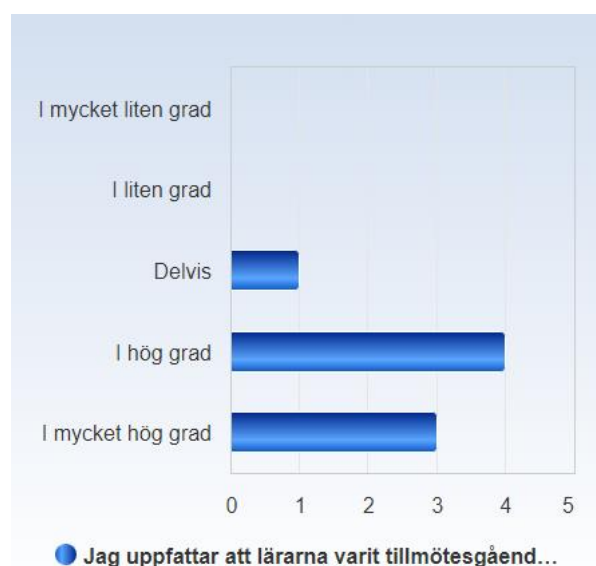 I mycket liten grad
I liten grad
Delvis
I hög grad
I mycket hög grad
0 1 2 3 4 5
Jag uppfattar att lärarna varit tillmötesgåend...